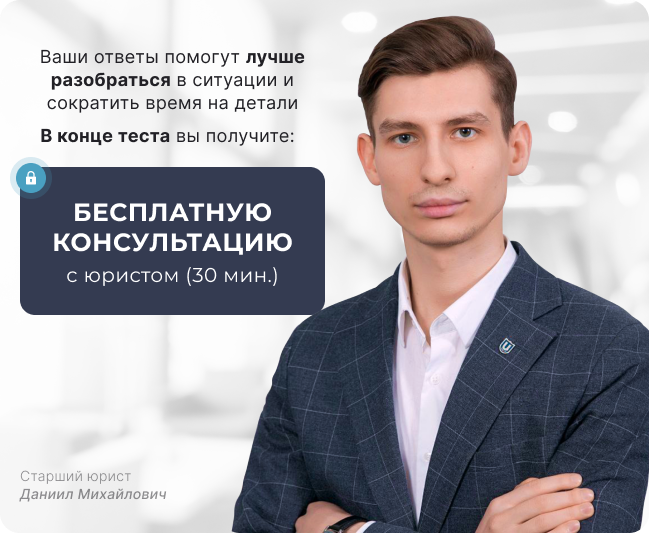 Ваши ответы помогут лучше
разобраться в ситуации и
сократить время на детали
В конце теста вы получите:
БЕСПЛАТНУЮ
КОНСУЛЬТАЦИЮ
с юристом (30 мин.)
U
Старший юрист
Даниил Михайлович